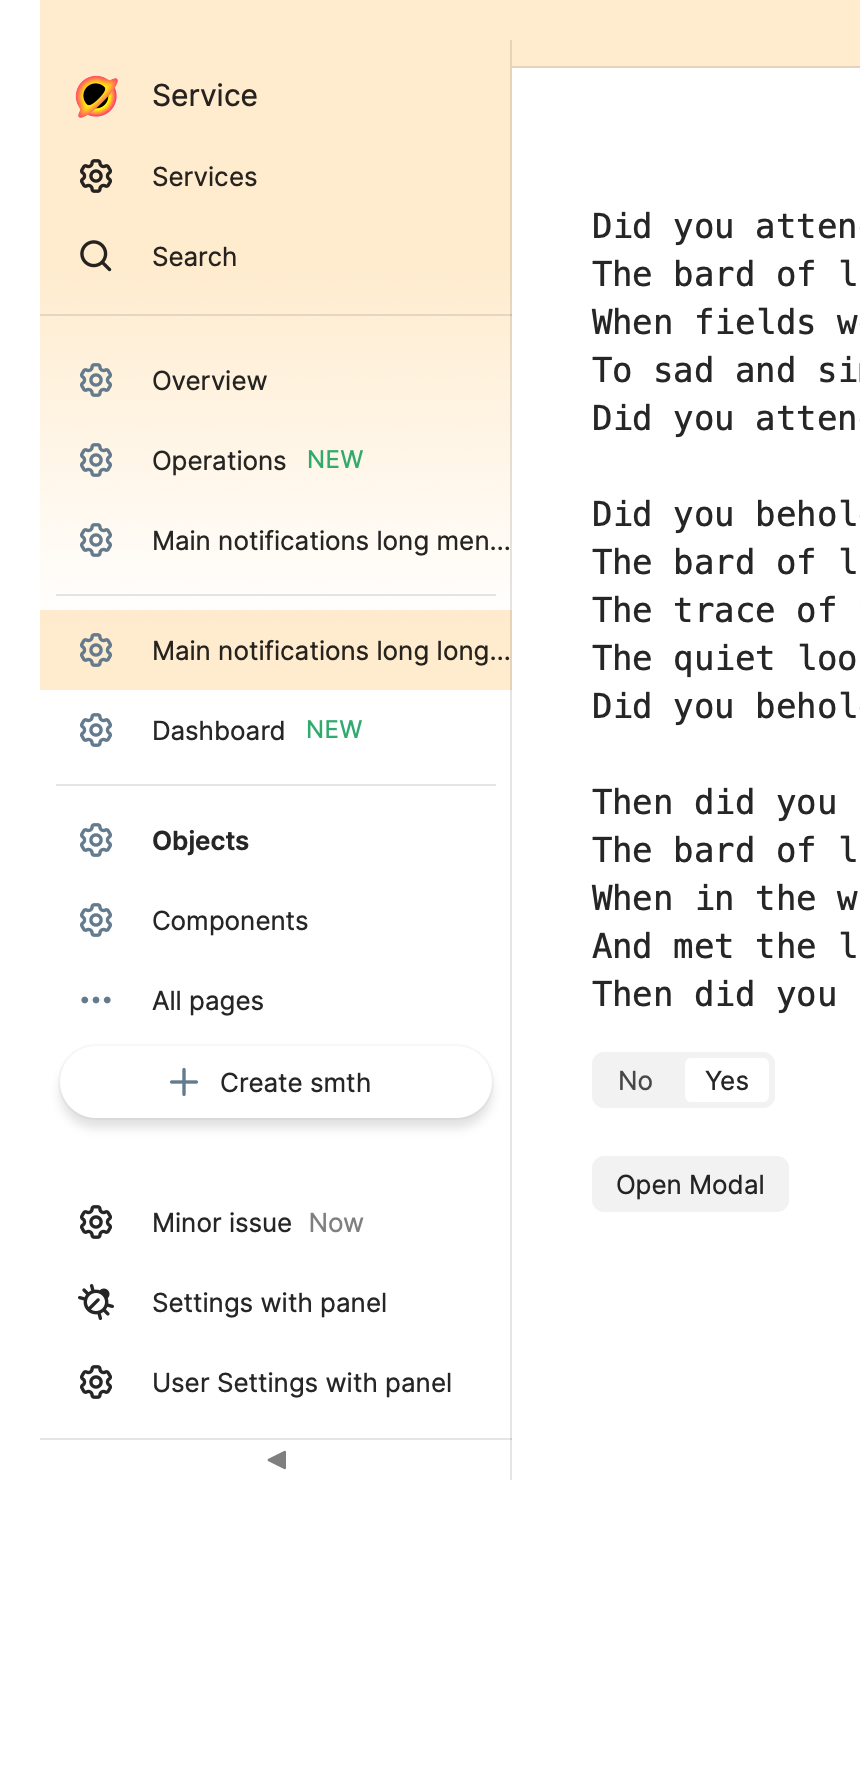 Service
Services
Search
Overview
Operations NEW
Main notifications long men...
Main notifications long long...
Dashboard NEW
Objects
Components
All pages
Create smth
Minor issue Now
Settings with panel
User Settings with panel
Did you atten
The bard of l
When fields w
To sad and si
Did you atten
Did you behol
The bard of l
The trace of
The quiet loo
Did you behol
Then did you
The bard of l
When in the w
And met the l
Then did you
No Yes
Open Modal